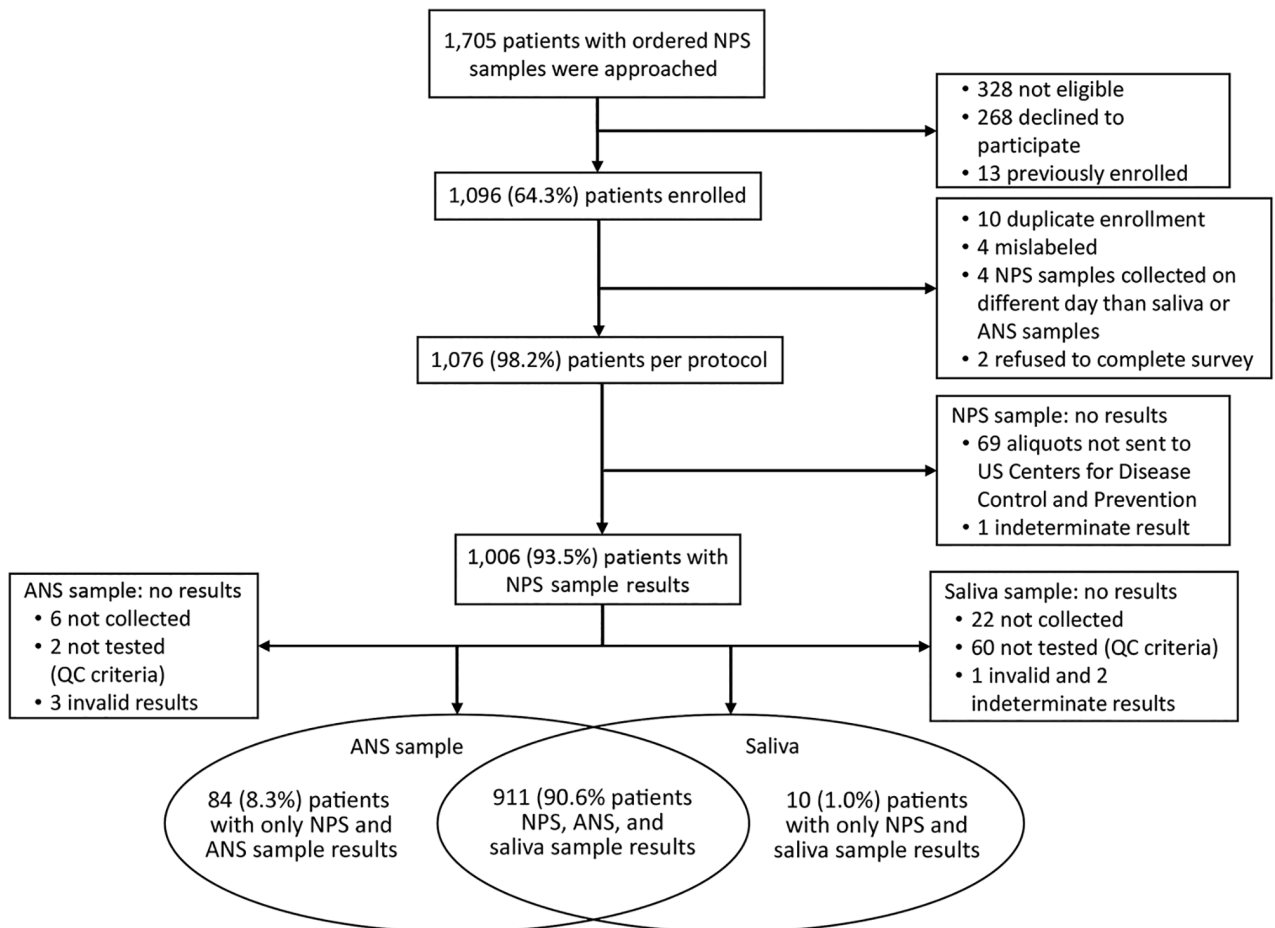 1,705 patients with ordered NPS
samples were approached
• 328 not eligible
• 268 declined to
participate
• 13 previously enrolled
1,096 (64.3%) patients enrolled
• 10 duplicate enrollment
• 4 mislabeled
• 4 NPS samples collected on
different day than saliva or
ANS samples
• 2 refused to complete survey
1,076 (98.2%) patients per protocol
NPS sample: no results
• 69 aliquots not sent to
US Centers for Disease
Control and Prevention
• 1 indeterminate result
1,006 (93.5%) patients with
NPS sample results
ANS sample: no results
• 6 not collected
• 2 not tested
(QC criteria)
• 3 invalid results
Saliva sample: no results
• 22 not collected
• 60 not tested (QC criteria)
• 1 invalid and 2
indeterminate results
ANS sample
84 (8.3%) patients
with only NPS and
ANS sample results
911 (90.6% patients
NPS, ANS, and
saliva sample results
Saliva
10 (1.0%) patients
with only NPS and
saliva sample results